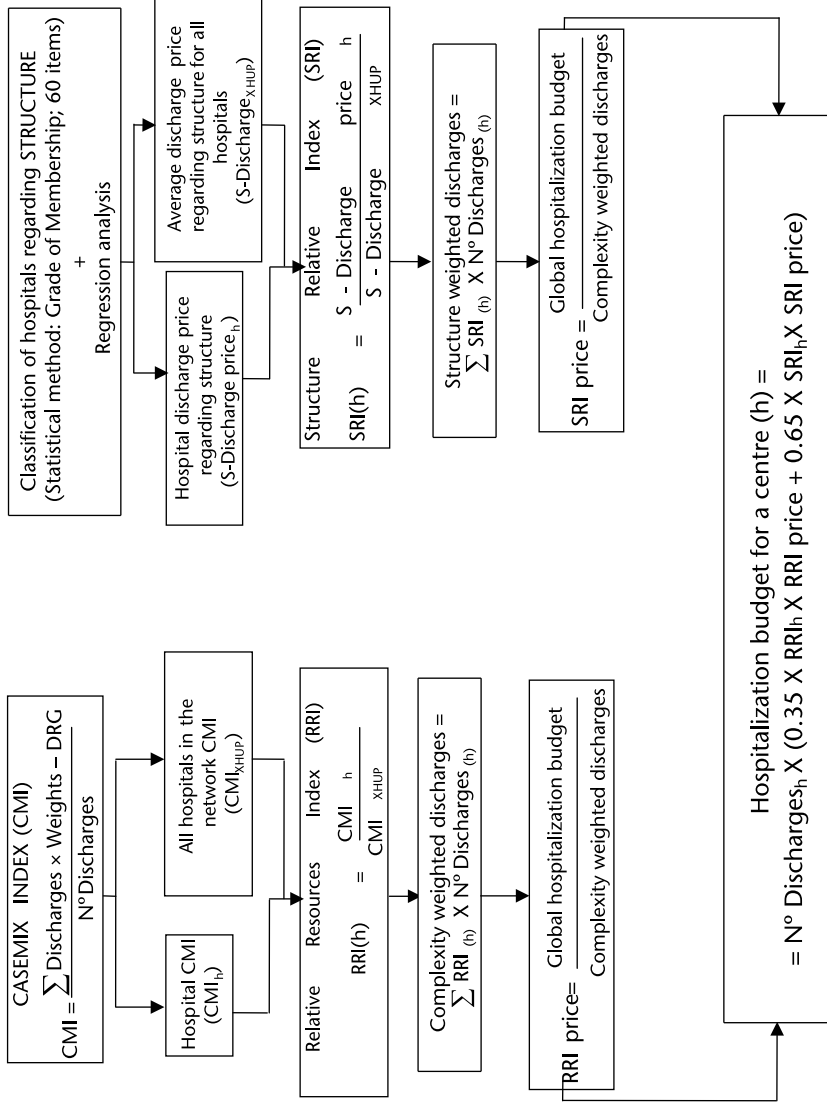 CASEMIX INDEX (CMI)
CMI = ∑ Discharges × Weights – DRG
Nº Discharges
Hospital CMI
(CMIh)
All hospitals in the
network CMI
(CMIXHUP)
Relative Resources Index (RRI)
RRI(h) = CMI h
CMI XHUP
Complexity weighted discharges =
∑ RRI (h) X Nº Discharges (h)
RRI price= Global hospitalization budget
Complexity weighted discharges
Classification of hospitals regarding STRUCTURE
(Statistical method: Grade of Membership; 60 items)
+
Regression analysis
Hospital discharge price
regarding structure
(S-Discharge priceh)
Average discharge price
regarding structure for all
hospitals
(S-DischargeXHUP)
Structure Relative Index (SRI)
SRI(h) = S - Discharge price h
S - Discharge XHUP
Structure weighted discharges =
∑ SRI (h) X Nº Discharges (h)
SRI price = Global hospitalization budget
Complexity weighted discharges
Hospitalization budget for a centre (h) =
= Nº Dischargesh X (0.35 X RRIh X RRI price + 0.65 X SRIh X SRI price)